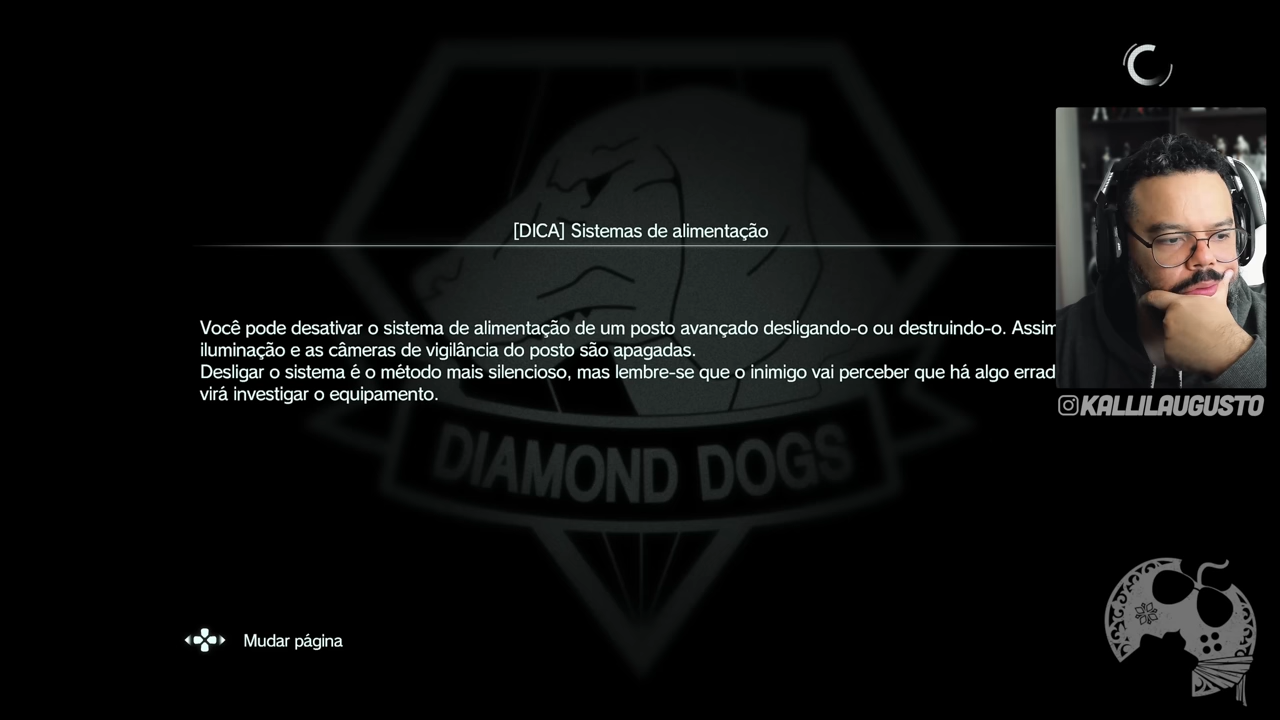 [DICA] Sistemas de alimentação
Você pode desativar o sistema de alimentação de um posto avançado desligando-o ou destruindo-o. Assim
iluminação e as câmeras de vigilância do posto são apagadas.
Desligar o sistema é o método mais silencioso, mas lembre-se que o inimigo vai perceber que há algo errad
virá investigar o equipamento.
KALLILAUGUSTO
DIAMOND DOGS
Mudar página